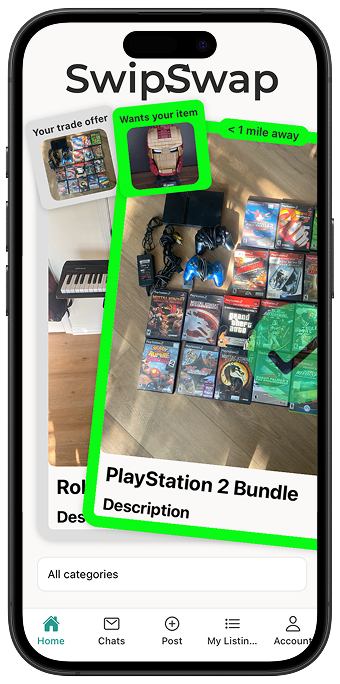 SwipSwap
Your trade offer
Wants your item
< 1 mile away
PlayStation 2 Bundle
Description
Rol
Des
All categories
Home
Chats
Post
My Listin...
Account